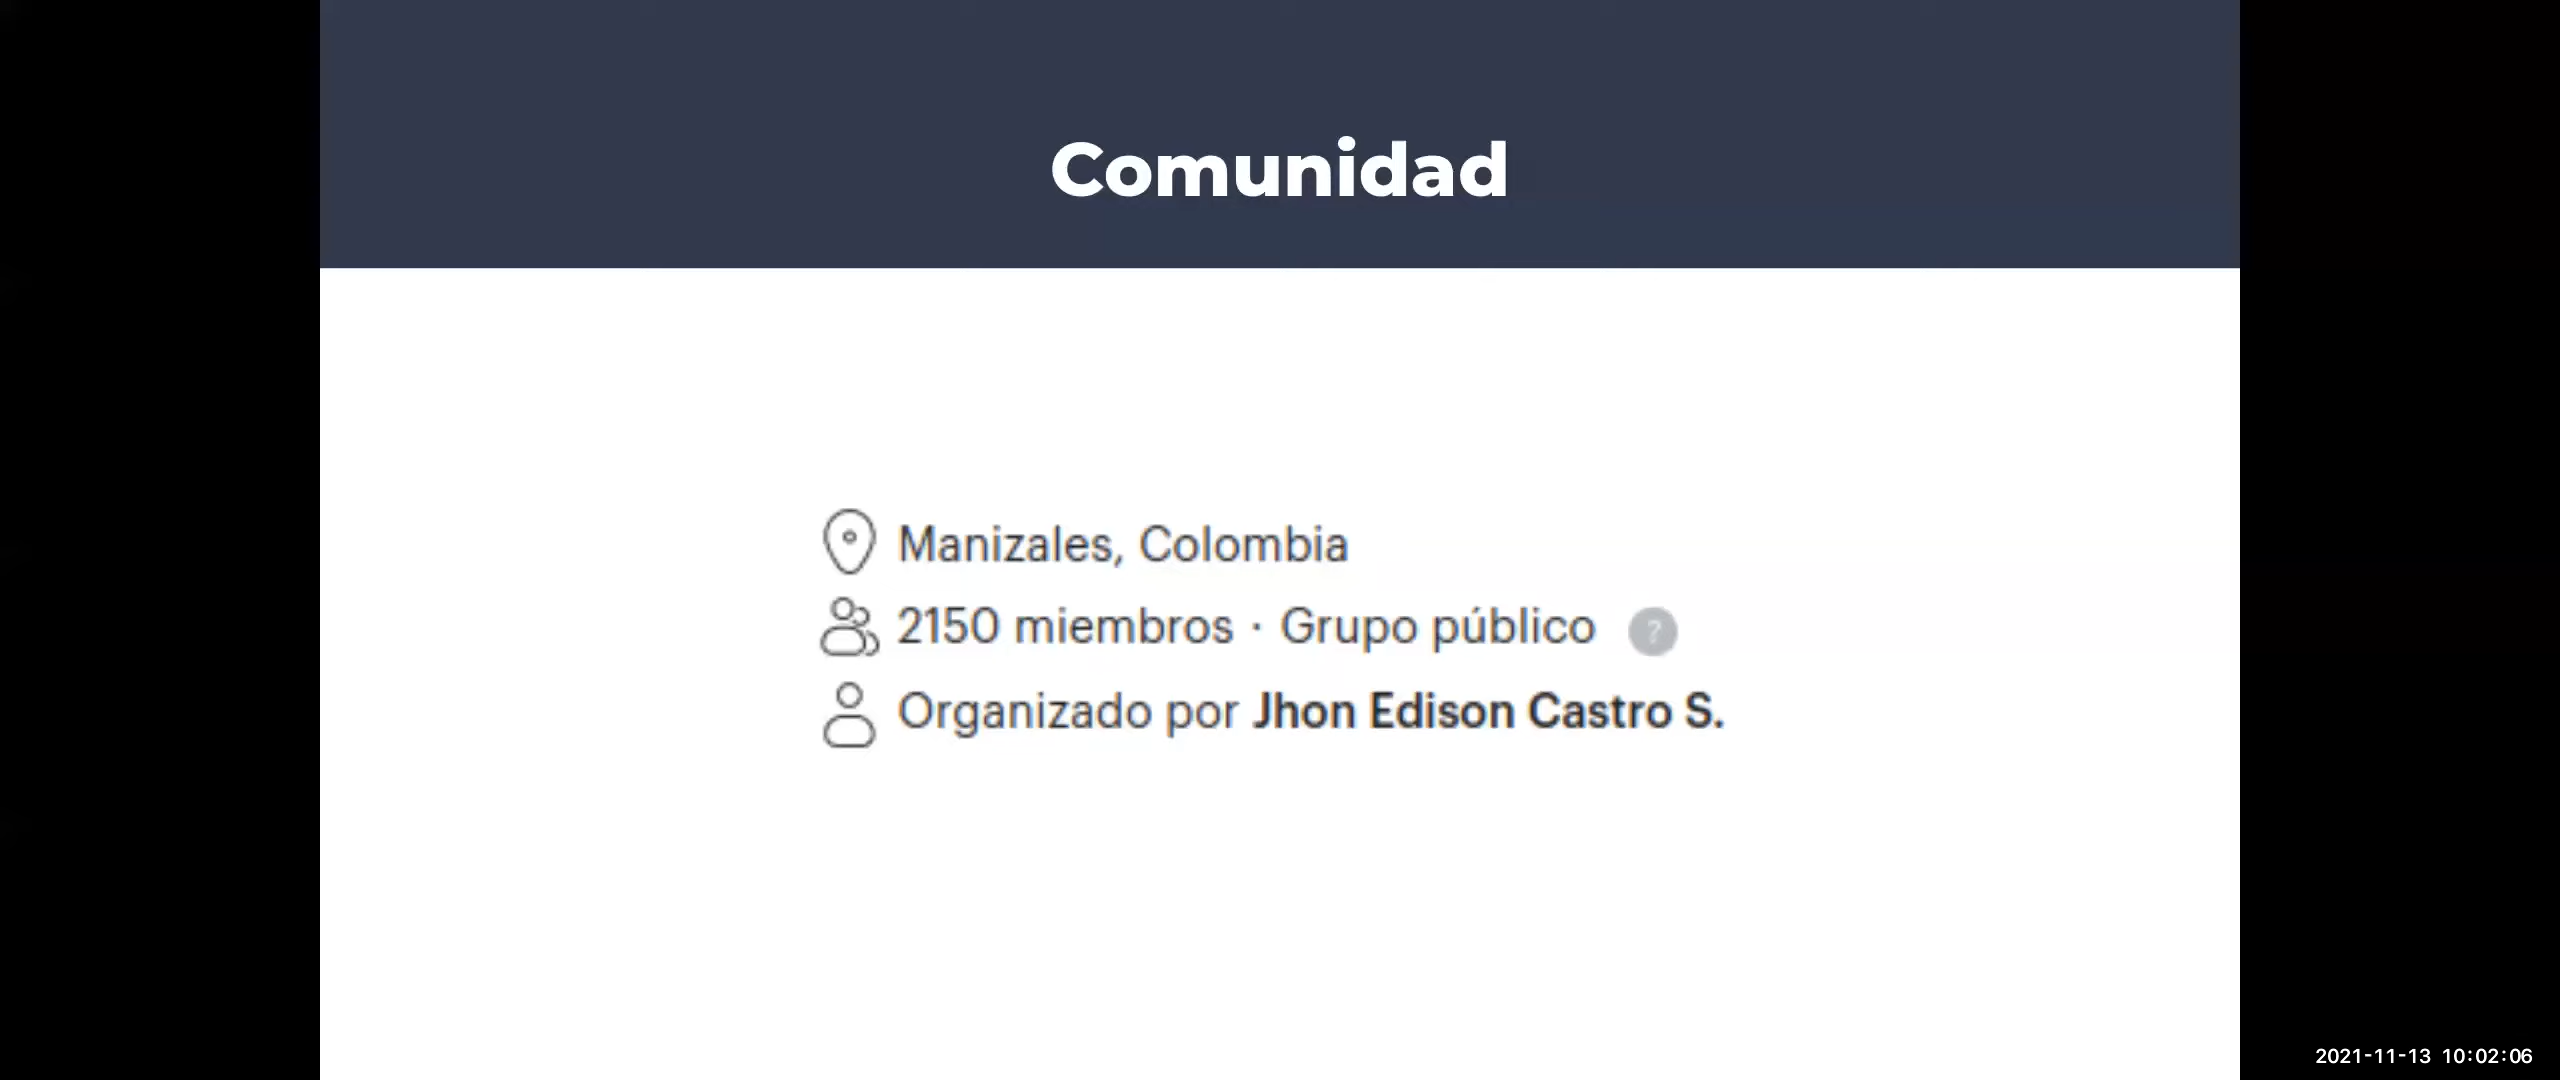 Comunidad
Manizales, Colombia
2150 miembros · Grupo público ?
Organizado por Jhon Edison Castro S.
2021-11-13 10:02:06